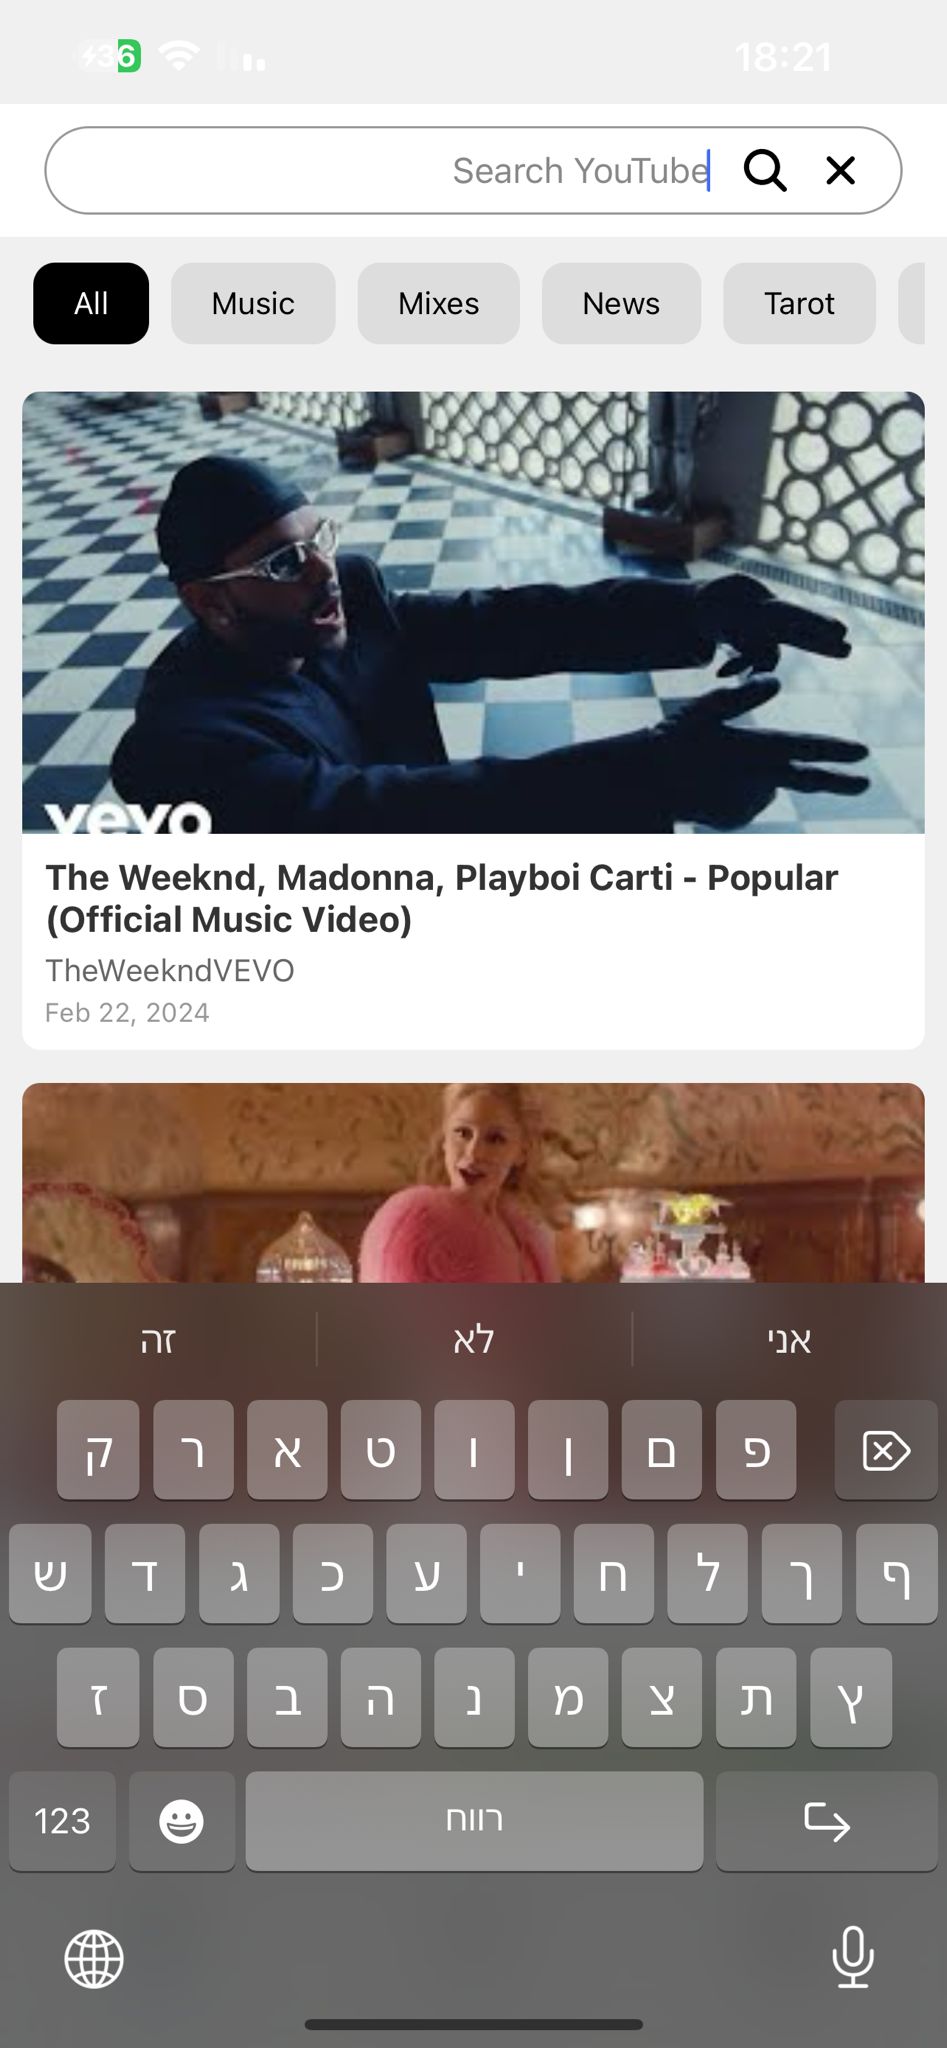 36
18:21
Search YouTube
All
Music
Mixes
News
Tarot
vevo
The Weeknd, Madonna, Playboi Carti - Popular
(Official Music Video)
TheWeekndVEVO
Feb 22, 2024
אני
לא
זה
ק ר א ט ו ן ם פ
ש ד ג כ ע י ח ל ך ף
ז ס ב ה נ מ צ ת ץ
123
רווח